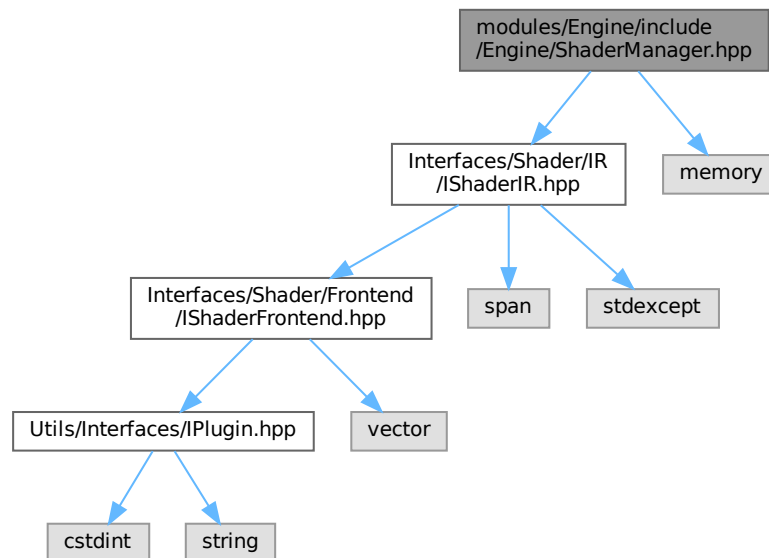 modules/Engine/include
/Engine/ShaderManager.hpp
Interfaces/Shader/IR
/IShaderIR.hpp
memory
Interfaces/Shader/Frontend
/IShaderFrontend.hpp
span
stdexcept
Utils/Interfaces/IPlugin.hpp
vector
cstdint
string